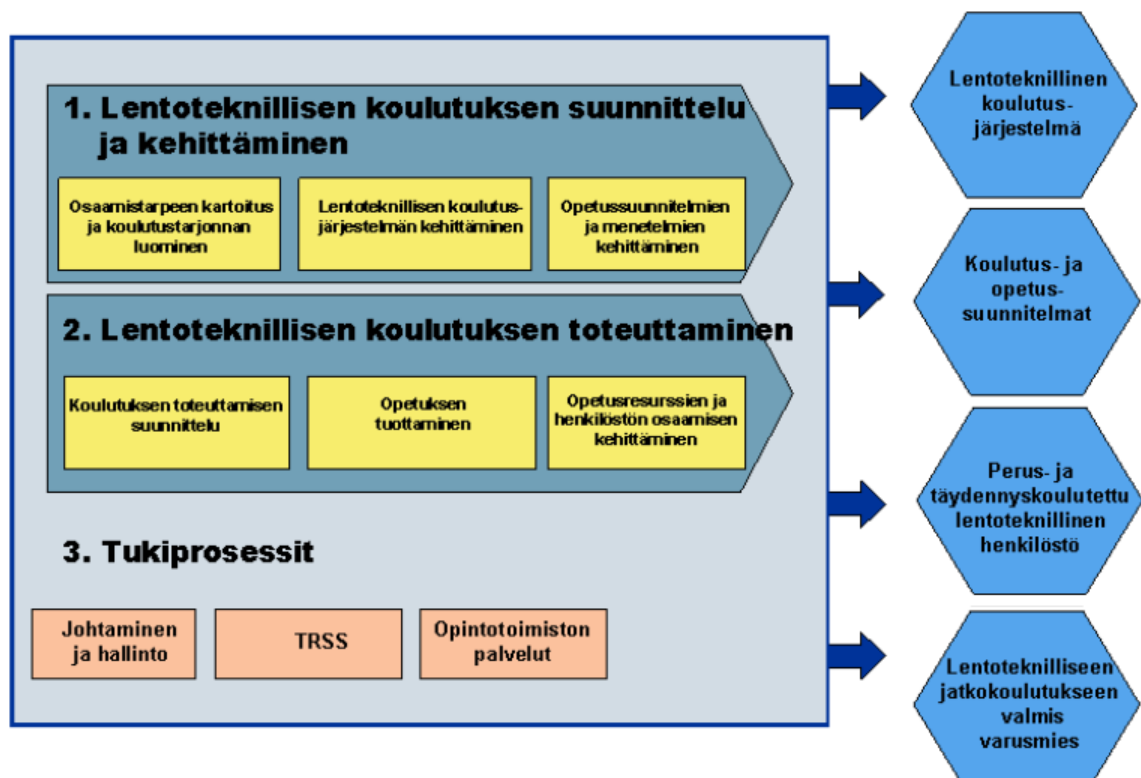 1. Lentoteknillisen koulutuksen suunnittelu
ja kehittäminen
Osaamistarpeen kartoitus
ja koulutustarjonnan
luominen
Lentoteknillisen koulutus-
järjestelmän kehittäminen
Opetussuunnitelmien
ja menetelmien
kehittäminen
2. Lentoteknillisen koulutuksen toteuttaminen
Koulutuksen toteuttamisen
suunnittelu
Opetuksen
tuottaminen
Opetusresurssien ja
henkilöstön osaamisen
kehittäminen
3. Tukiprosessit
Johtaminen
ja hallinto
TRSS
Opintotoimiston
palvelut
Lentoteknillinen
koulutus-
järjestelmä
Koulutus- ja
opetus-
suunnitelmat
Perus- ja
täydennyskoulutettu
lentoteknillinen
henkilöstö
Lentoteknilliseen
jatkokoulutukseen
valmis
varusmies